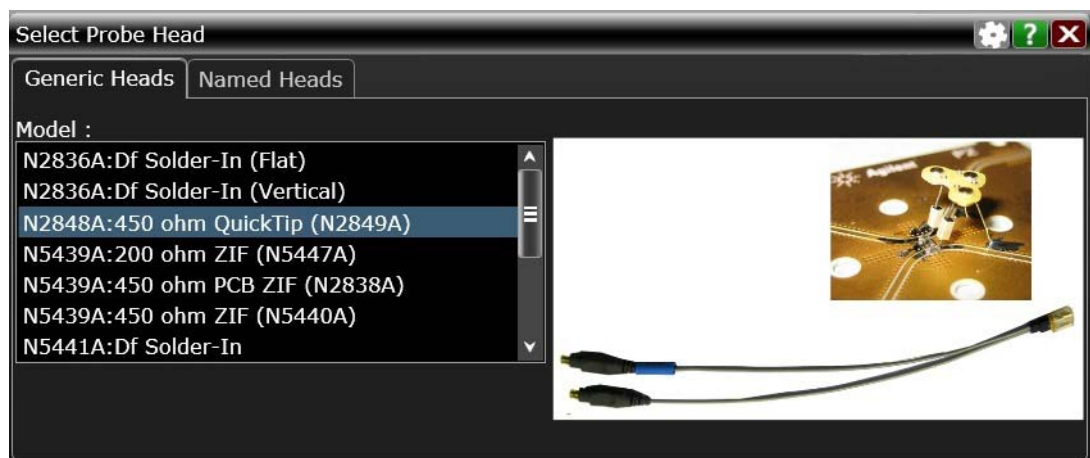 Select Probe Head
?
Generic Heads
Named Heads
Model :
N2836A:Df Solder-In (Flat)
N2836A:Df Solder-In (Vertical)
N2848A:450 ohm QuickTip (N2849A)
N5439A:200 ohm ZIF (N5447A)
N5439A:450 ohm PCB ZIF (N2838A)
N5439A:450 ohm ZIF (N5440A)
N5441A:Df Solder-In
Agilent